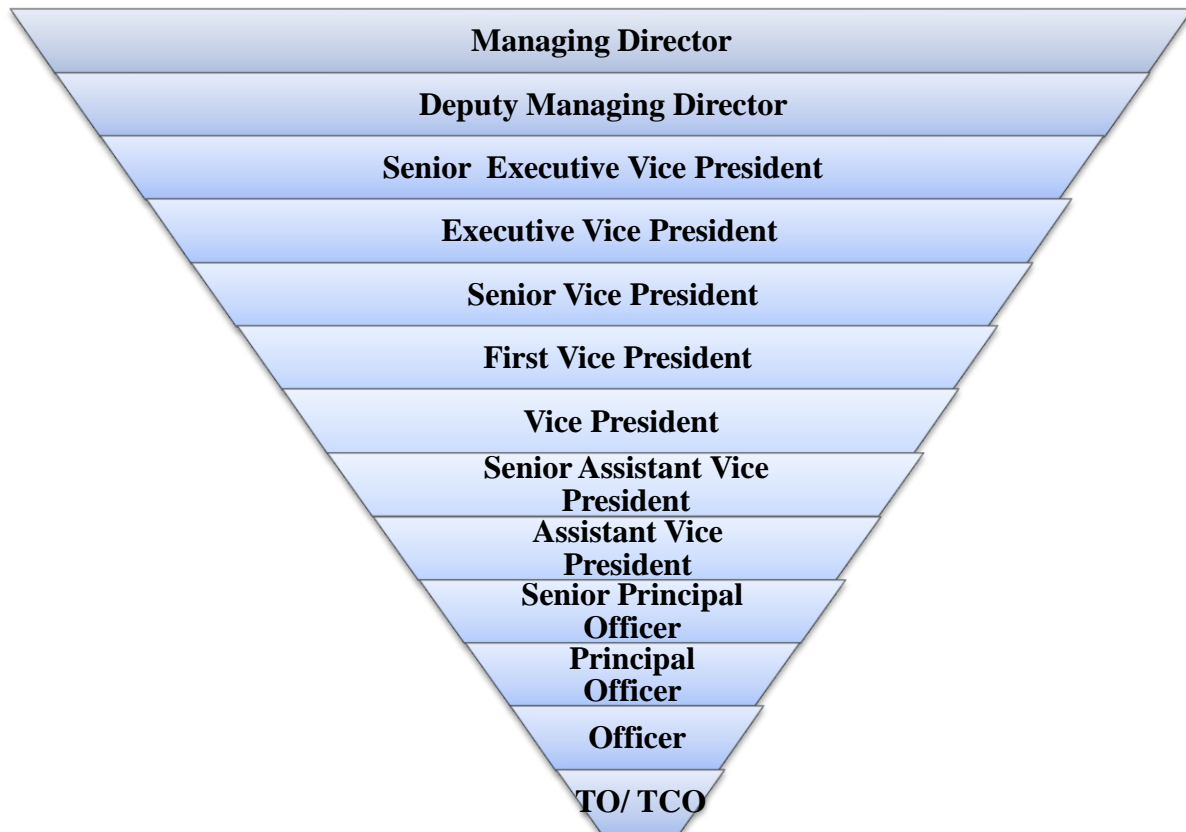 Managing Director
Deputy Managing Director
Senior  Executive Vice President
Executive Vice President
Senior Vice President
First Vice President
Vice President
Senior Assistant Vice
President
Assistant Vice
President
Senior Principal
Officer
Principal
Officer
Officer
TO/ TCO